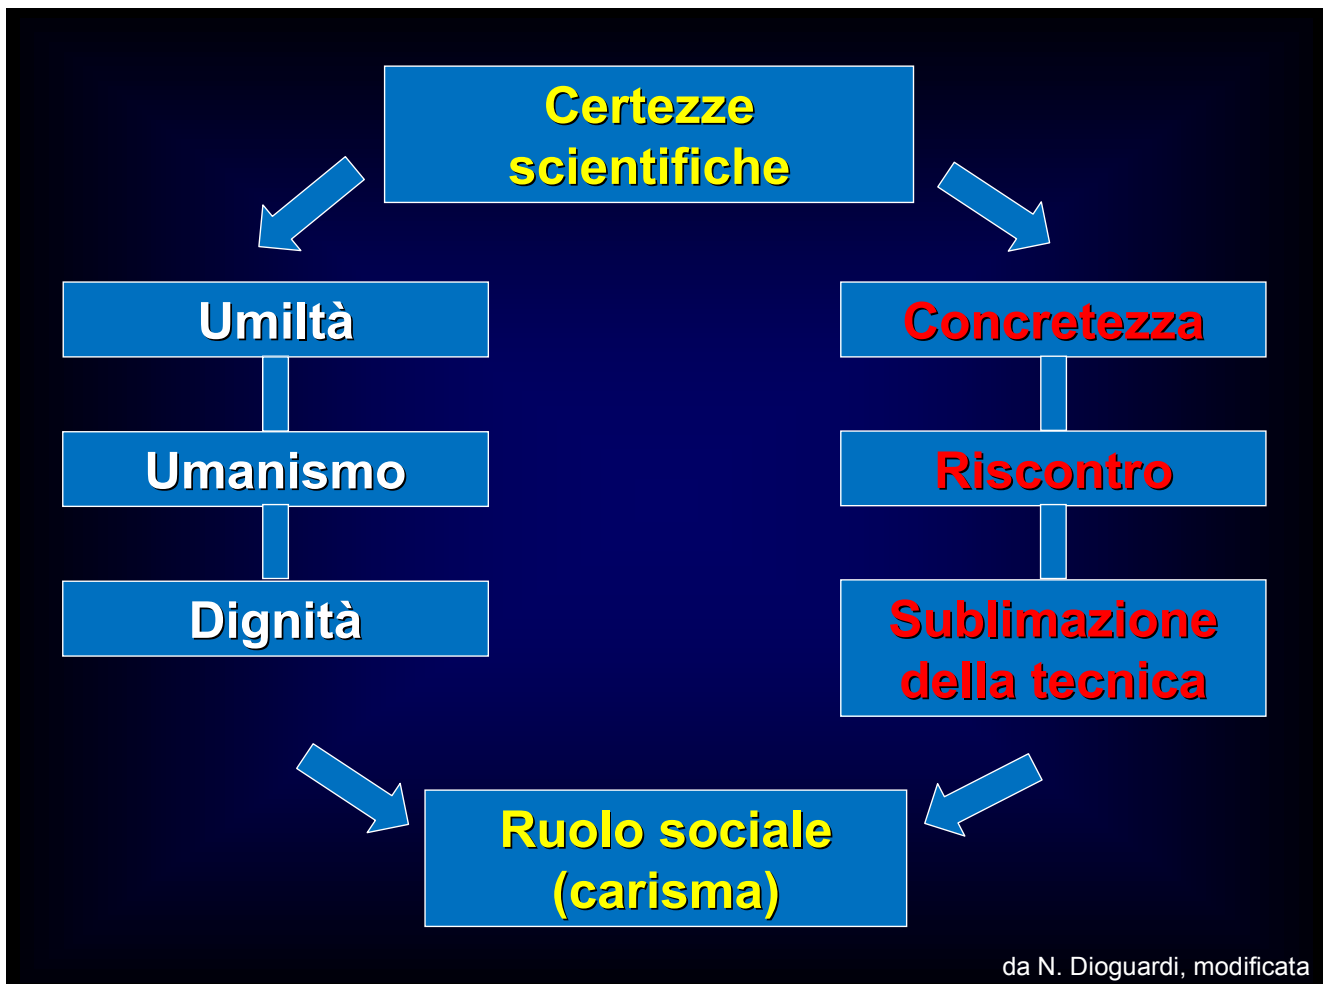 Certezze
scientifiche
Umiltà
Umanismo
Dignità
Concretezza
Riscontro
Sublimazione
della tecnica
Ruolo sociale
(carisma)
da N. Dioguardi, modificata